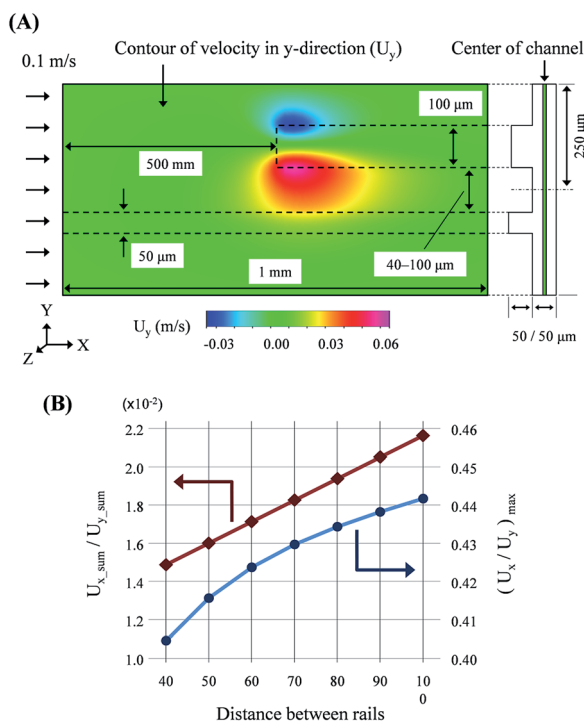 (A)
Contour of velocity in y-direction (Uy)
Center of channel
0.1 m/s
100 μm
250 μm
500 mm
50 μm
40–100 μm
1 mm
Uy (m/s)
-0.03 0.00 0.03 0.06
50 / 50 μm
Y
X
Z
(B)
(x10-2)
2.2
2.0
1.8
1.6
1.4
1.2
1.0
Ux_sum / Uy_sum
0.46
0.45
0.44
0.43
0.42
0.41
0.40
( Ux / Uy ) max
40 50 60 70 80 90 10
0
Distance between rails